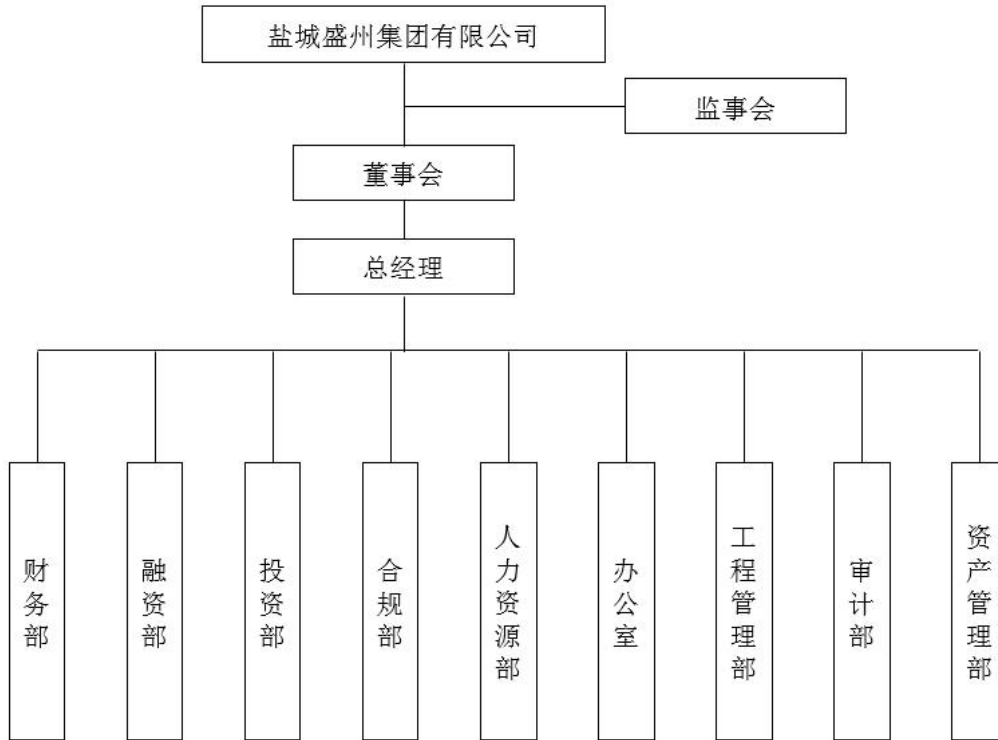 盐城盛州集团有限公司
监事会
董事会
总经理
财务部
融资部
投资部
合规部
人力资源部
办公室
工程管理部
审计部
资产管理部